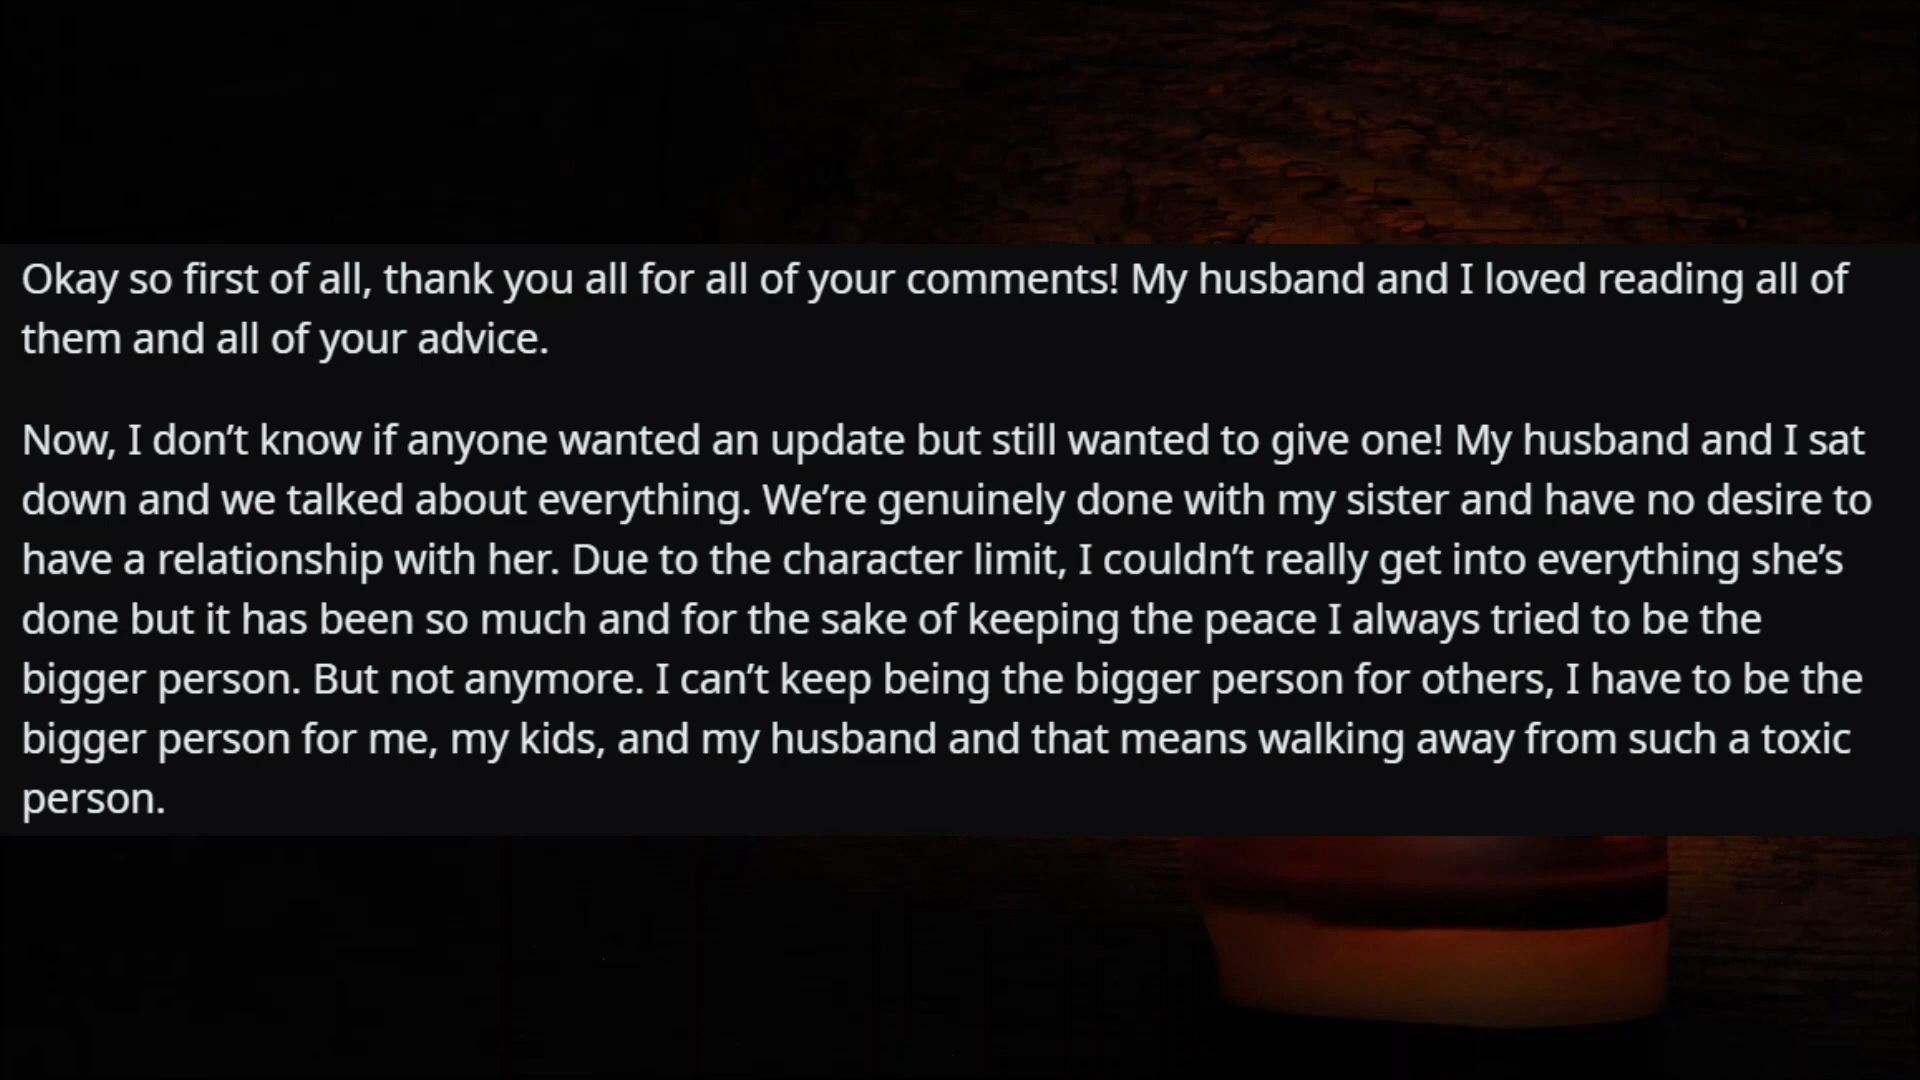 Okay so first of all, thank you all for all of your comments! My husband and I loved reading all of
them and all of your advice.
Now, I don’t know if anyone wanted an update but still wanted to give one! My husband and I sat
down and we talked about everything. We’re genuinely done with my sister and have no desire to
have a relationship with her. Due to the character limit, I couldn’t really get into everything she’s
done but it has been so much and for the sake of keeping the peace I always tried to be the
bigger person. But not anymore. I can’t keep being the bigger person for others, I have to be the
bigger person for me, my kids, and my husband and that means walking away from such a toxic
person.